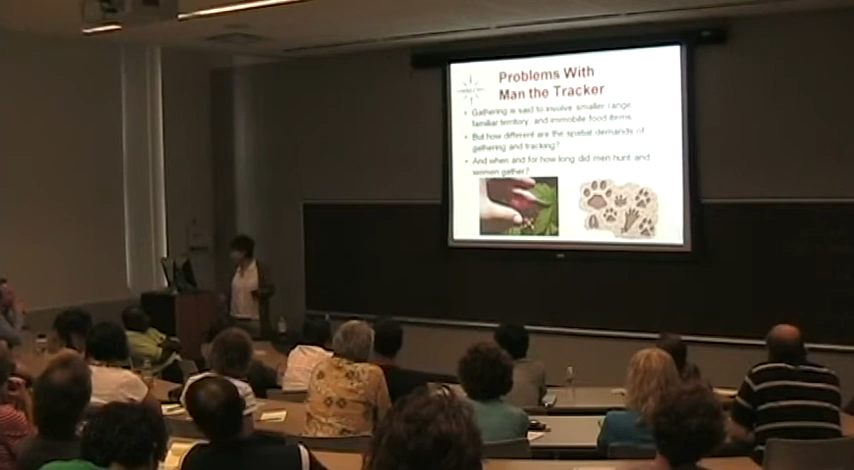 Problems With
Man the Tracker
• Gathering is said to involve smaller range,
familiar territory, and immobile food items.
• But how different are the spatial demands of
gathering and tracking?
• And when and for how long did men hunt and
women gather?